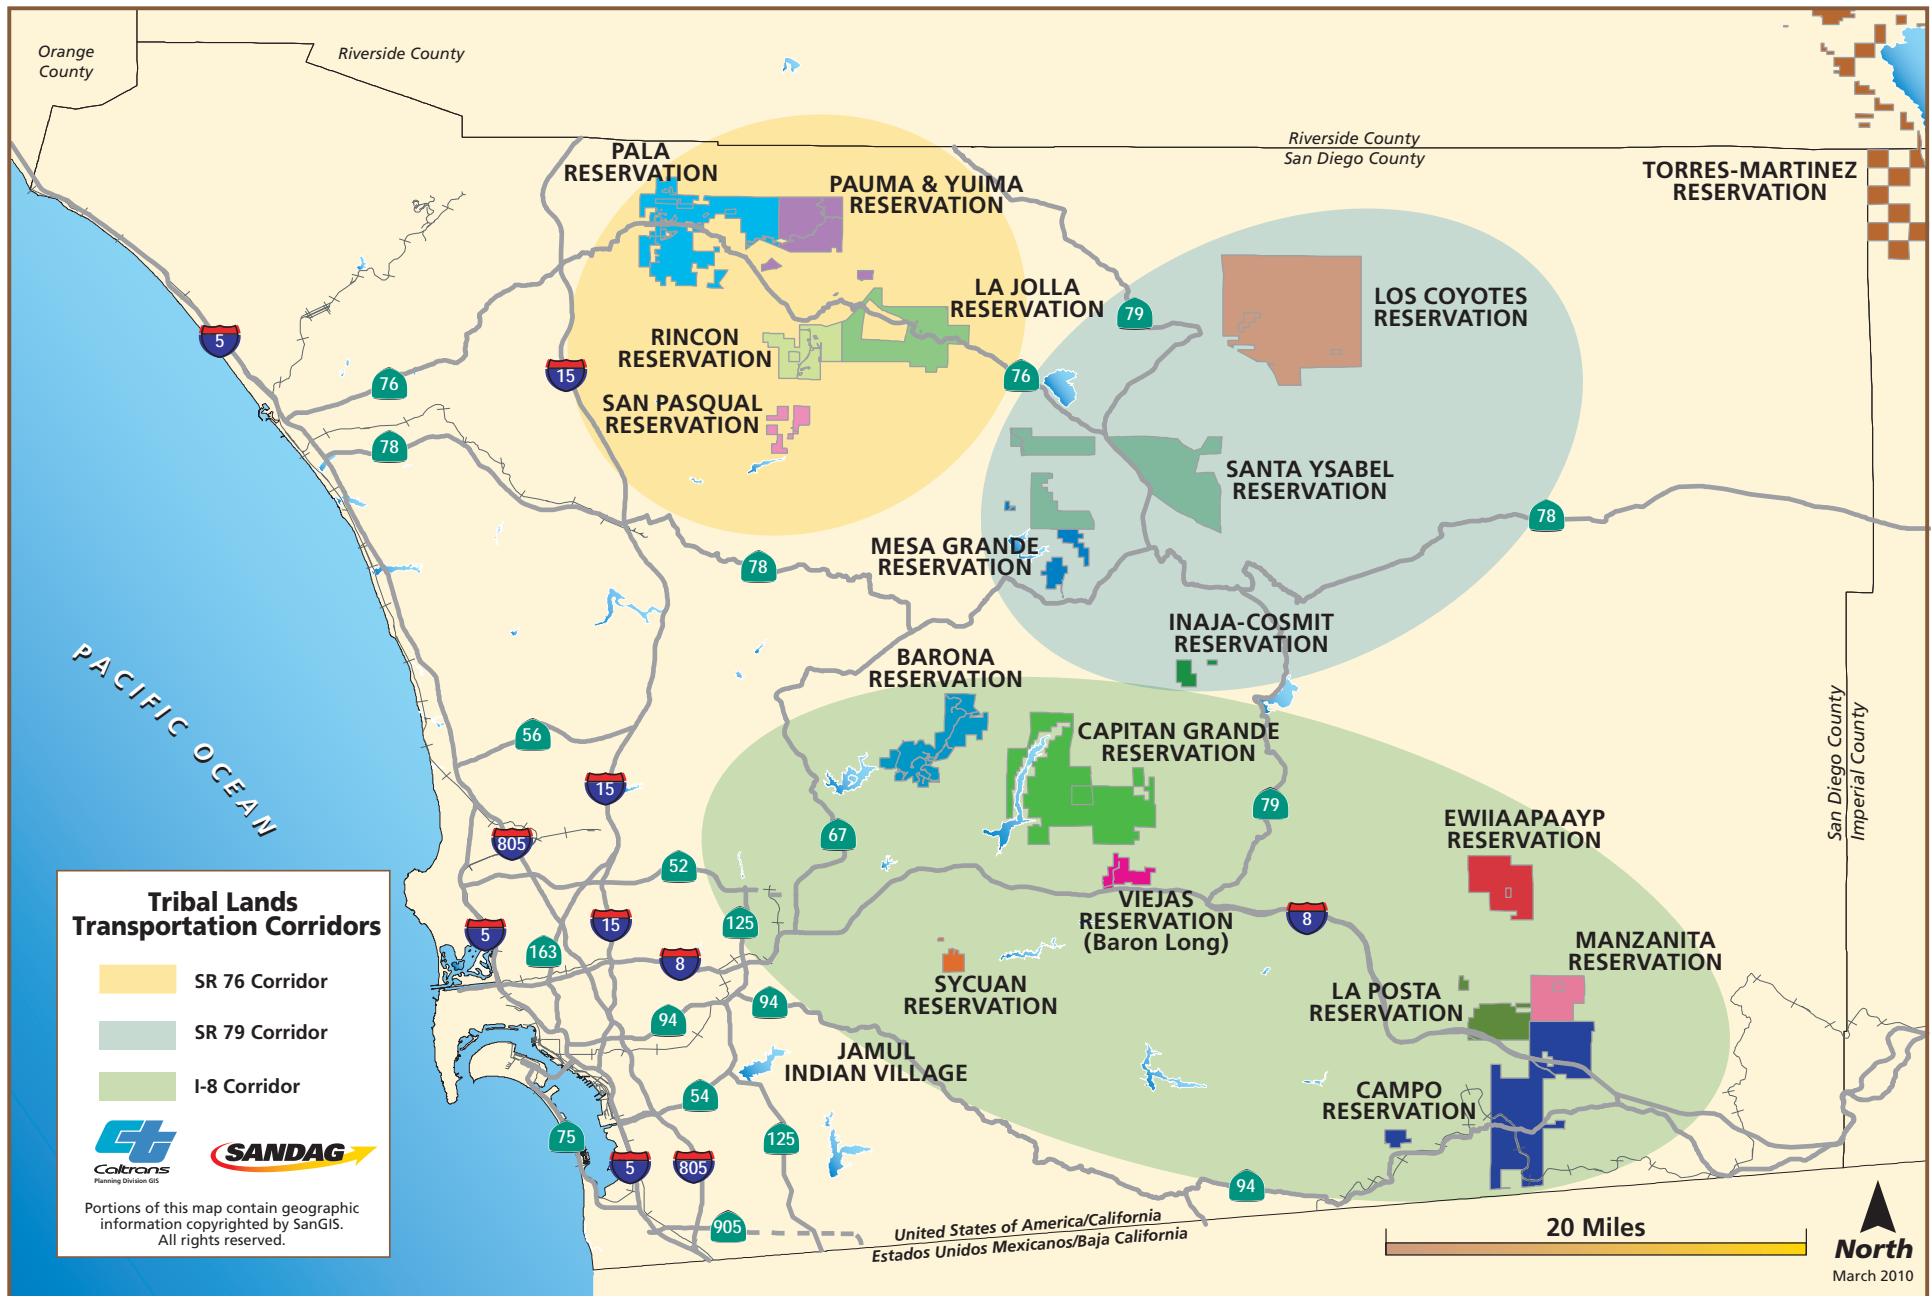 Orange
County
Riverside County
Riverside County
San Diego County
PALA
RESERVATION
PAUMA & YUIMA
RESERVATION
TORRES-MARTINEZ
RESERVATION
LA JOLLA
RESERVATION
LOS COYOTES
RESERVATION
79
5
RINCON
RESERVATION
76
15
76
SAN PASQUAL
RESERVATION
78
SANTA YSABEL
RESERVATION
78
MESA GRANDE
RESERVATION
78
INAJA-COSMIT
RESERVATION
BARONA
RESERVATION
PACIFIC OCEAN
San Diego County
Imperial County
56
CAPITAN GRANDE
RESERVATION
15
79
67
EWIIAAPAAYP
RESERVATION
805
52
VIEJAS
RESERVATION
(Baron Long)
8
125
15
5
163
8
MANZANITA
RESERVATION
SYCUAN
RESERVATION
LA POSTA
RESERVATION
94
94
JAMUL
INDIAN VILLAGE
54
CAMPO
RESERVATION
75
125
5
805
94
905
United States of America/California
Estados Unidos Mexicanos/Baja California
Tribal Lands
Transportation Corridors
SR 76 Corridor
SR 79 Corridor
I-8 Corridor
ct
Caltrans
Planning Division GIS
SANDAG
Portions of this map contain geographic
information copyrighted by SanGIS.
All rights reserved.
20 Miles
North
March 2010